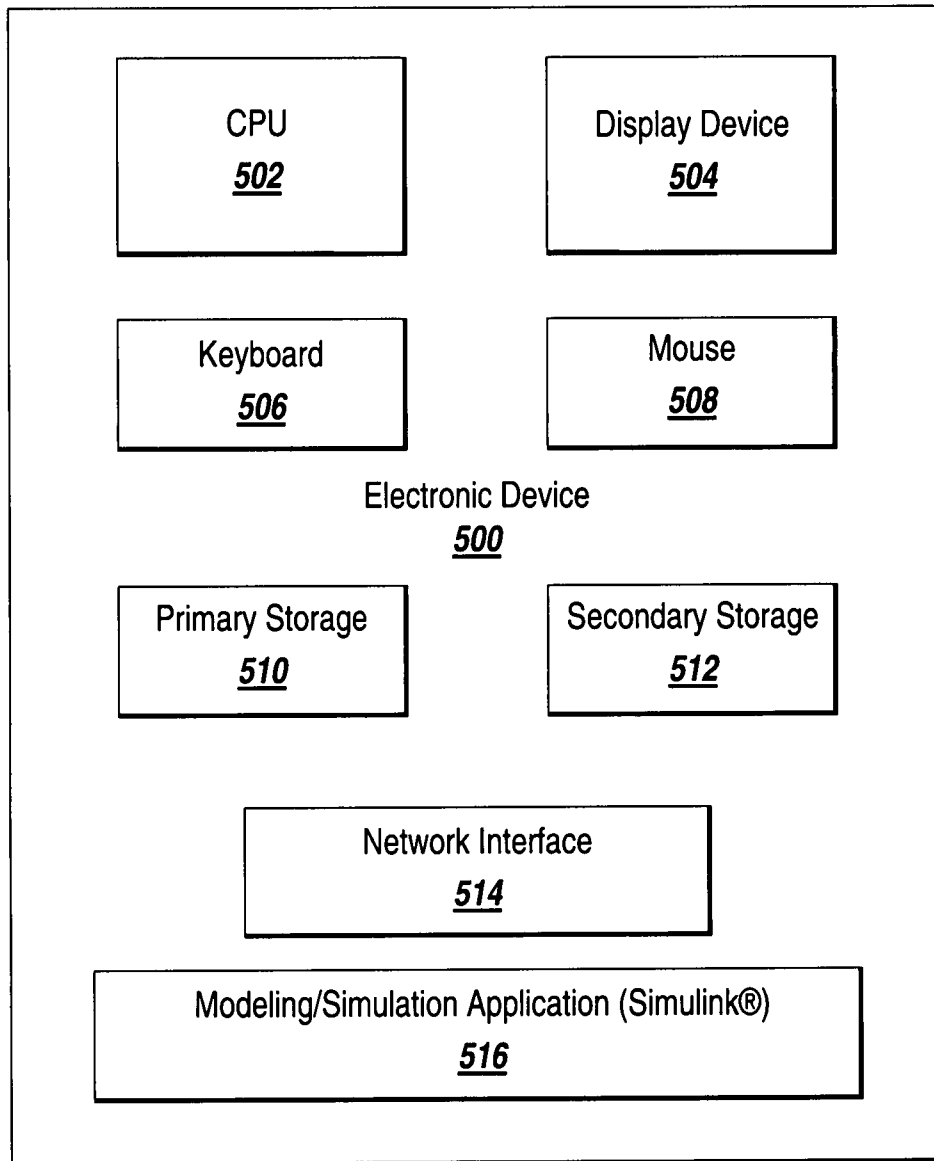 CPU
502
Display Device
504
Keyboard
506
Mouse
508
Electronic Device
500
Primary Storage
510
Secondary Storage
512
Network Interface
514
Modeling/Simulation Application (Simulink®)
516